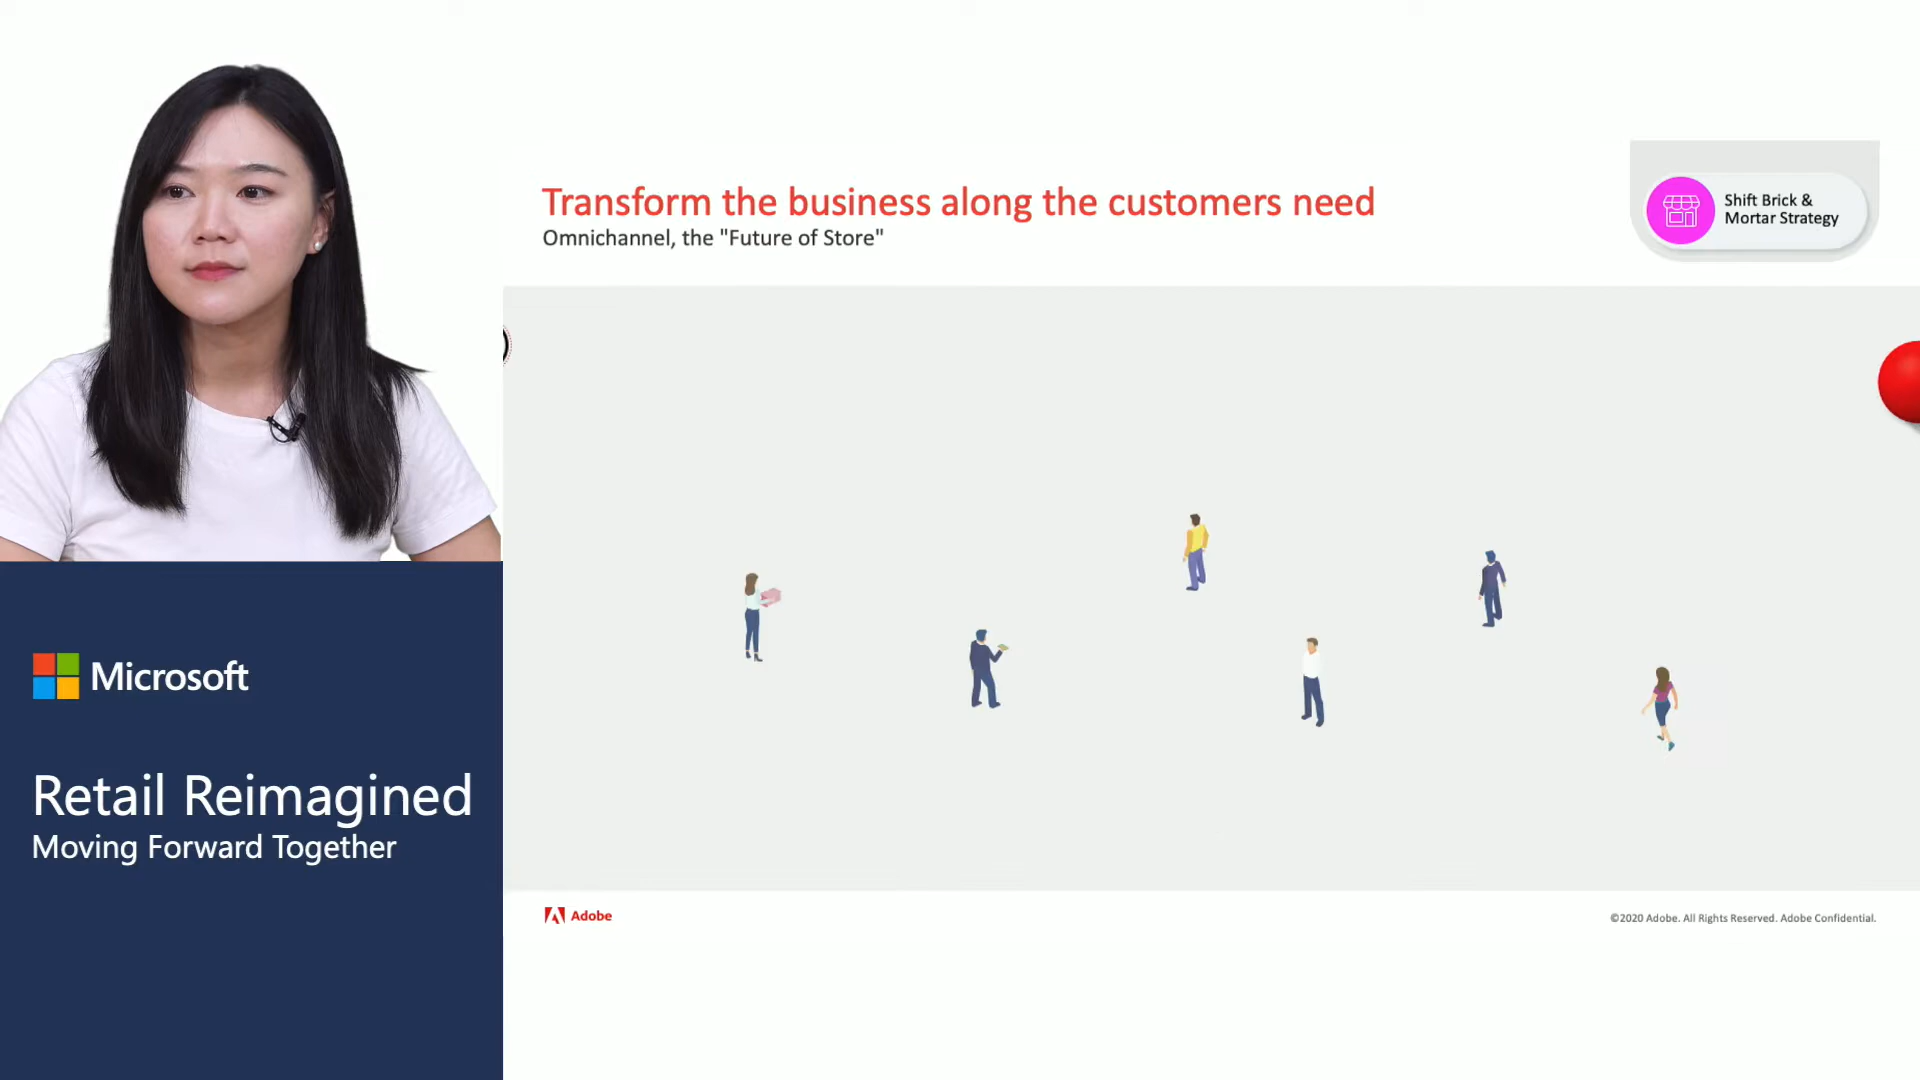 Transform the business along the customers need
Omnichannel, the "Future of Store"
Shift Brick &
Mortar Strategy
Microsoft
Retail Reimagined
Moving Forward Together
Adobe
©2020 Adobe. All Rights Reserved. Adobe Confidential.